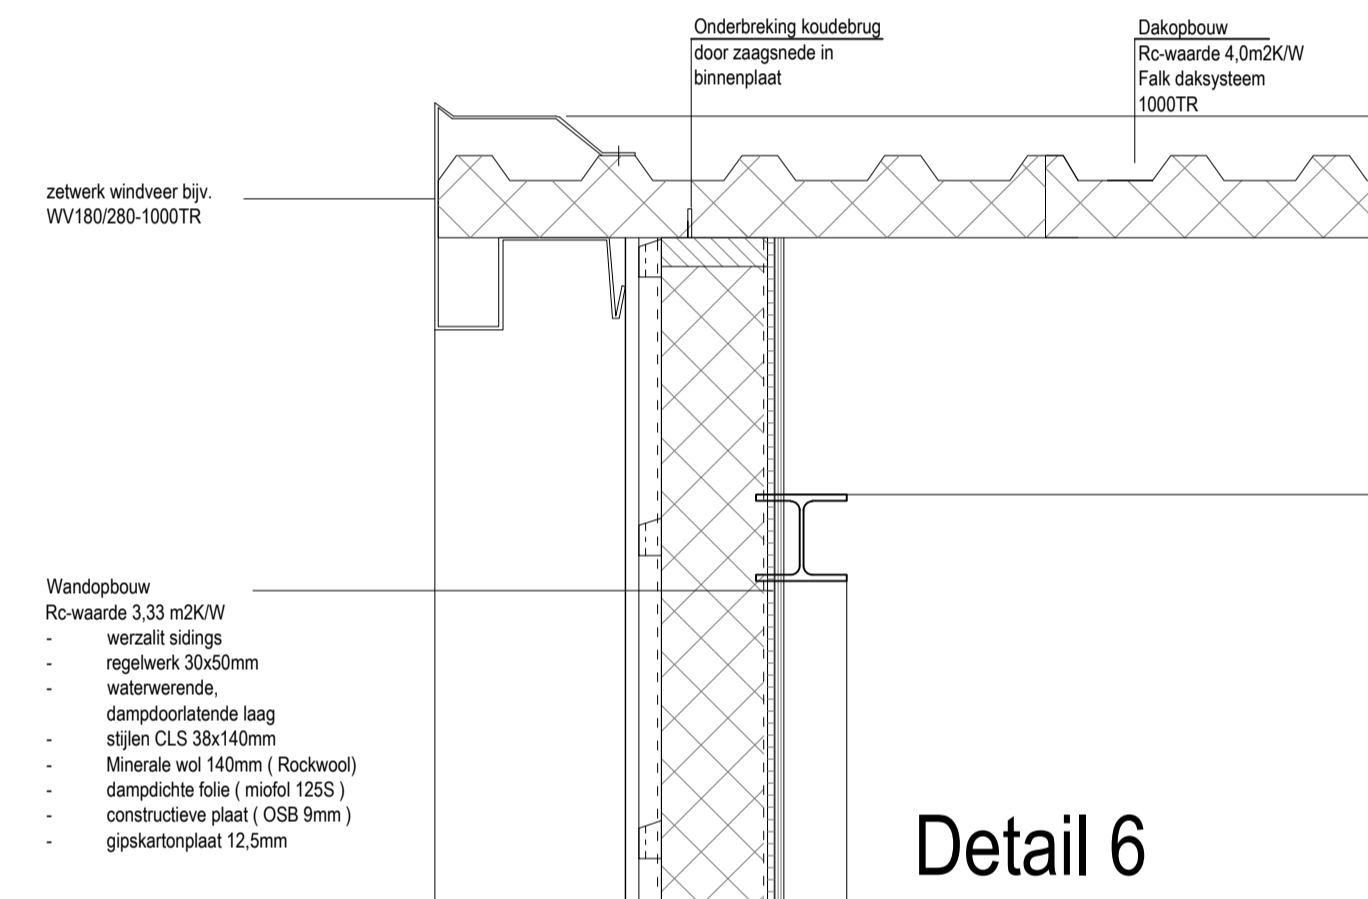 Onderbreking koudebrug
door zaagsnede in
binnenplaat
Dakopbouw
Rc-waarde 4,0m2K/W
Falk daksysteem
1000TR
zetwerk windveer bijv.
WV180/280-1000TR
Wandopbouw
Rc-waarde 3,33 m2K/W
- werzalit sidings
- regelwerk 30x50mm
- waterwerende,
dampdoorlatende laag
- stijlen CLS 38x140mm
- Minerale wol 140mm ( Rockwool)
- dampdichte folie ( miofol 125S )
- constructieve plaat ( OSB 9mm )
- gipskartonplaat 12,5mm
Detail 6